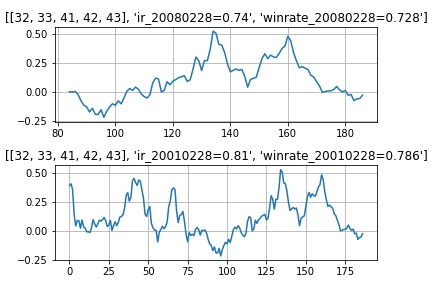 [[32, 33, 41, 42, 43], 'ir_20080228=0.74', 'winrate_20080228=0.728']
0.50
0.25
0.00
−0.25
80 100 120 140 160 180
[[32, 33, 41, 42, 43], 'ir_20010228=0.81', 'winrate_20010228=0.786']
0.50
0.25
0.00
−0.25
0 25 50 75 100 125 150 175